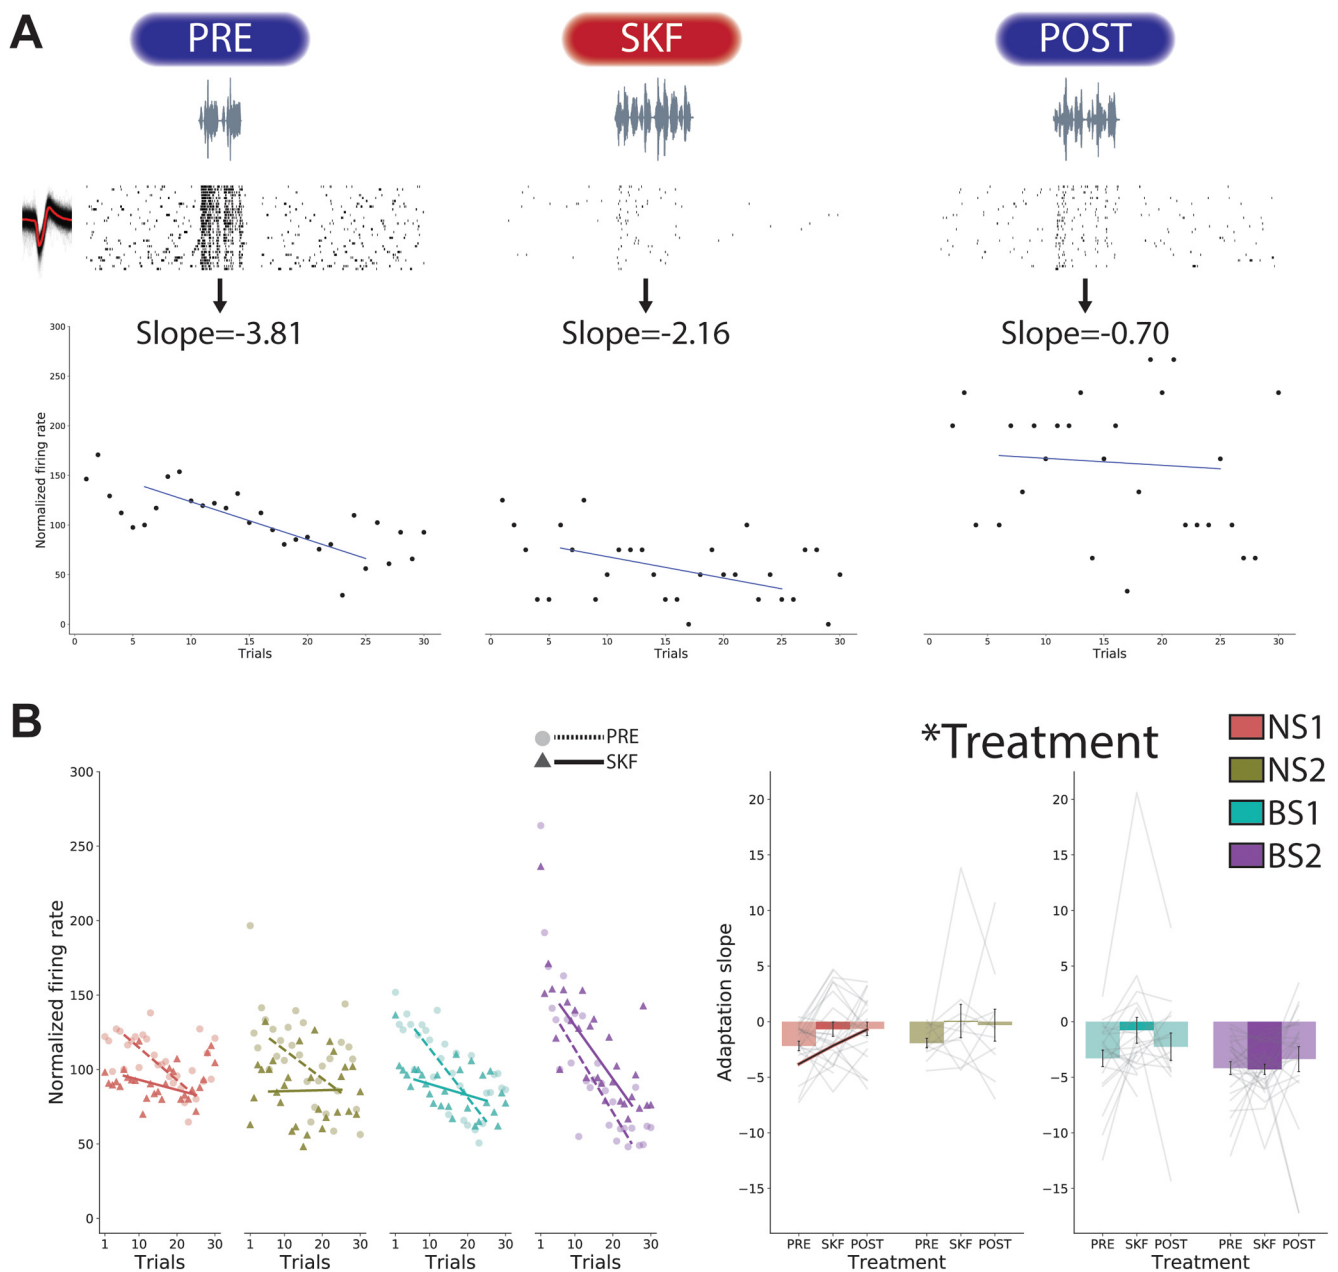 A
PRE SKF POST
Slope=-3.81 Slope=-2.16 Slope=-0.70
Normalized firing rate
300
250
200
150
100
50
0
0 5 10 15 20 25 30
Trials
0 5 10 15 20 25 30
Trials
0 5 10 15 20 25 30
Trials
B
PRE
SKF
*Treatment
NS1
NS2
BS1
BS2
Normalized firing rate
300
250
200
150
100
50
0
1 10 20 30
Trials
1 10 20 30
Trials
1 10 20 30
Trials
1 10 20 30
Trials
Adaptation slope
20
15
10
5
0
−5
−10
−15
PRE SKF POST PRE SKF POST
Treatment
20
15
10
5
0
−5
−10
−15
PRE SKF POST PRE SKF POST
Treatment